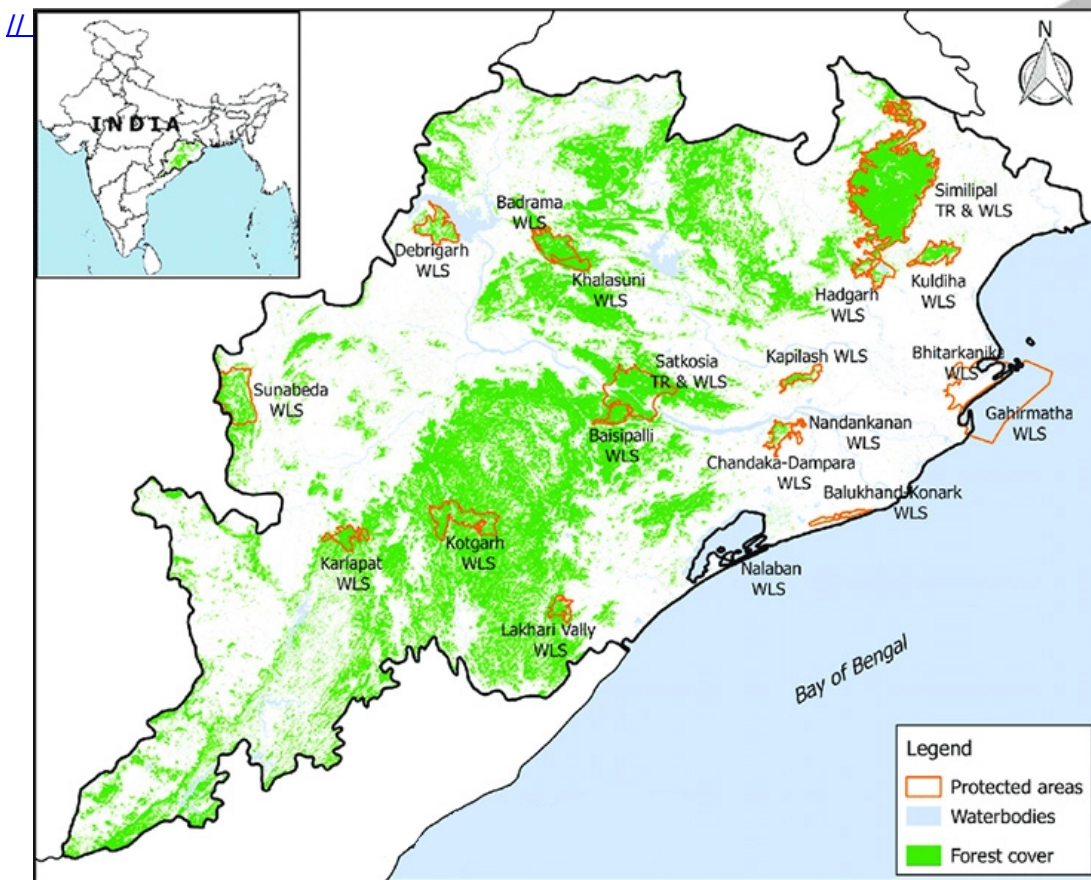 //
INDIA
N
Similipal
TR & WLS
Badrama
WLS
Debrigarh
WLS
Khalasuni
WLS
Hadgarh
WLS
Kuldiha
WLS
Satkosia
TR & WLS
Kapilash WLS
Bhitarkanika
WLS
Sunabeda
WLS
Gahirmatha
WLS
Baisipalli
WLS
Nandankanan
WLS
Chandaka-Dampara
WLS
Balukhand-Konark
WLS
Karlapat
WLS
Kotgarh
WLS
Nalaban
WLS
Lakhari Vally
WLS
Bay of Bengal
Legend
Protected areas
Waterbodies
Forest cover